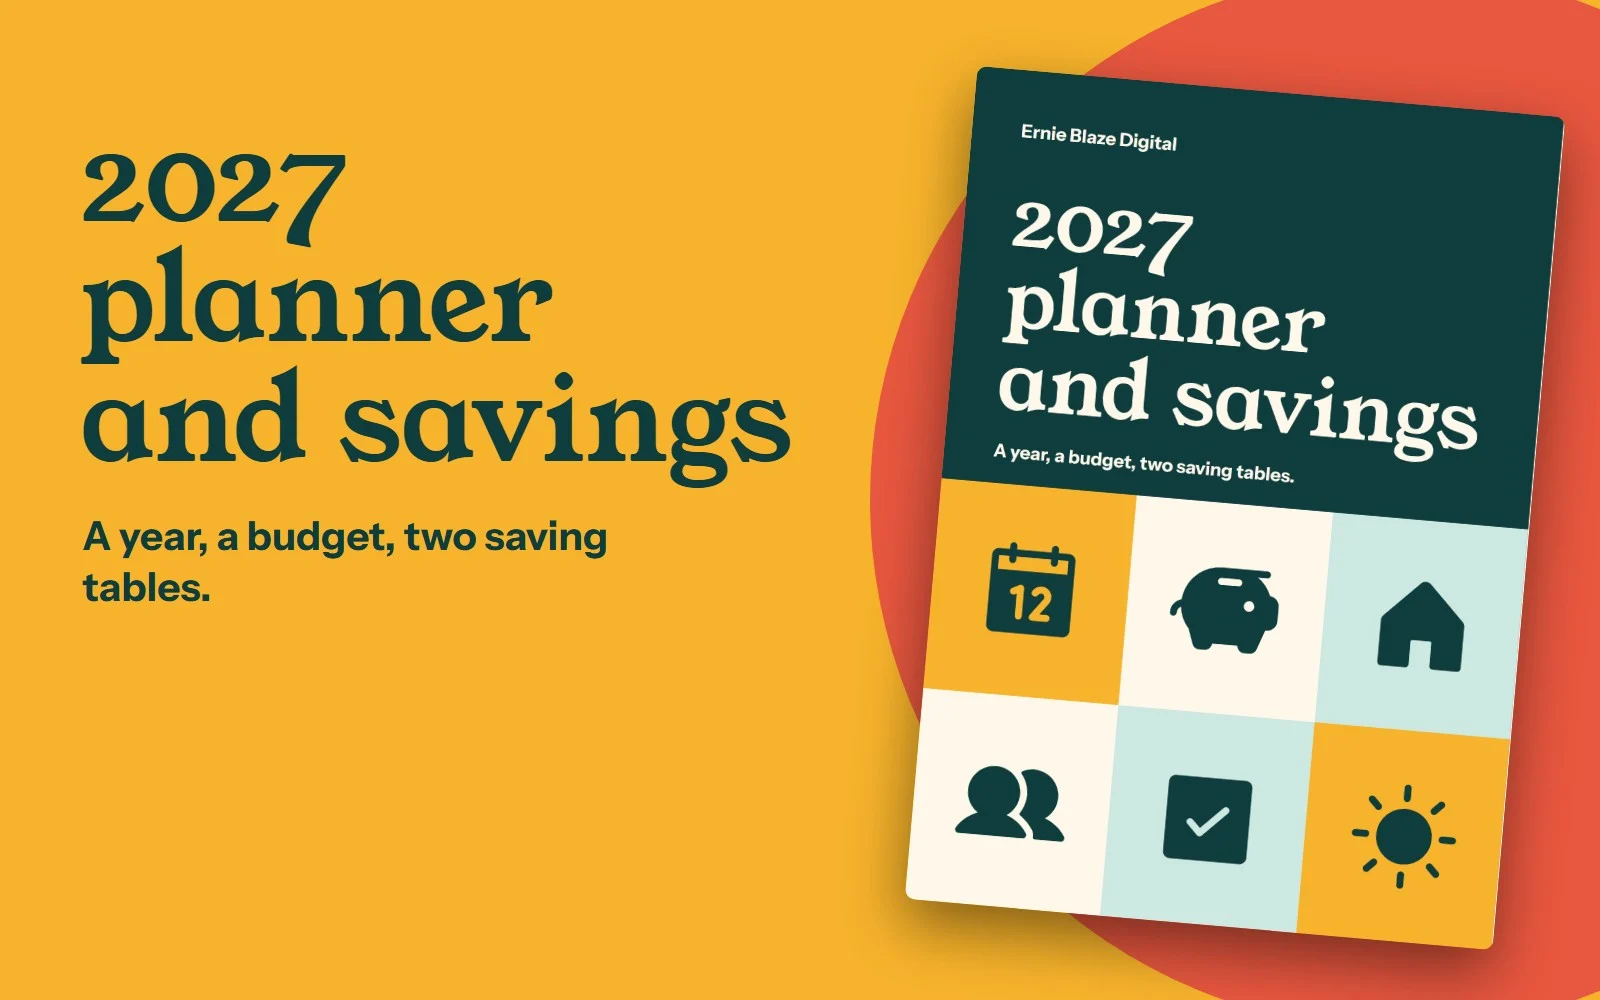 2027
planner
and savings
A year, a budget, two saving
tables.
Ernie Blaze Digital
2027
planner
and savings
A year, a budget, two saving tables.
12